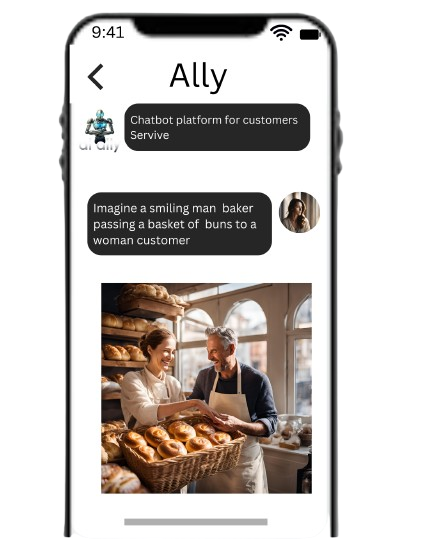 9:41
Ally
Chatbot platform for customers
Servive
ai ally
Imagine a smiling man baker
passing a basket of buns to a
woman customer